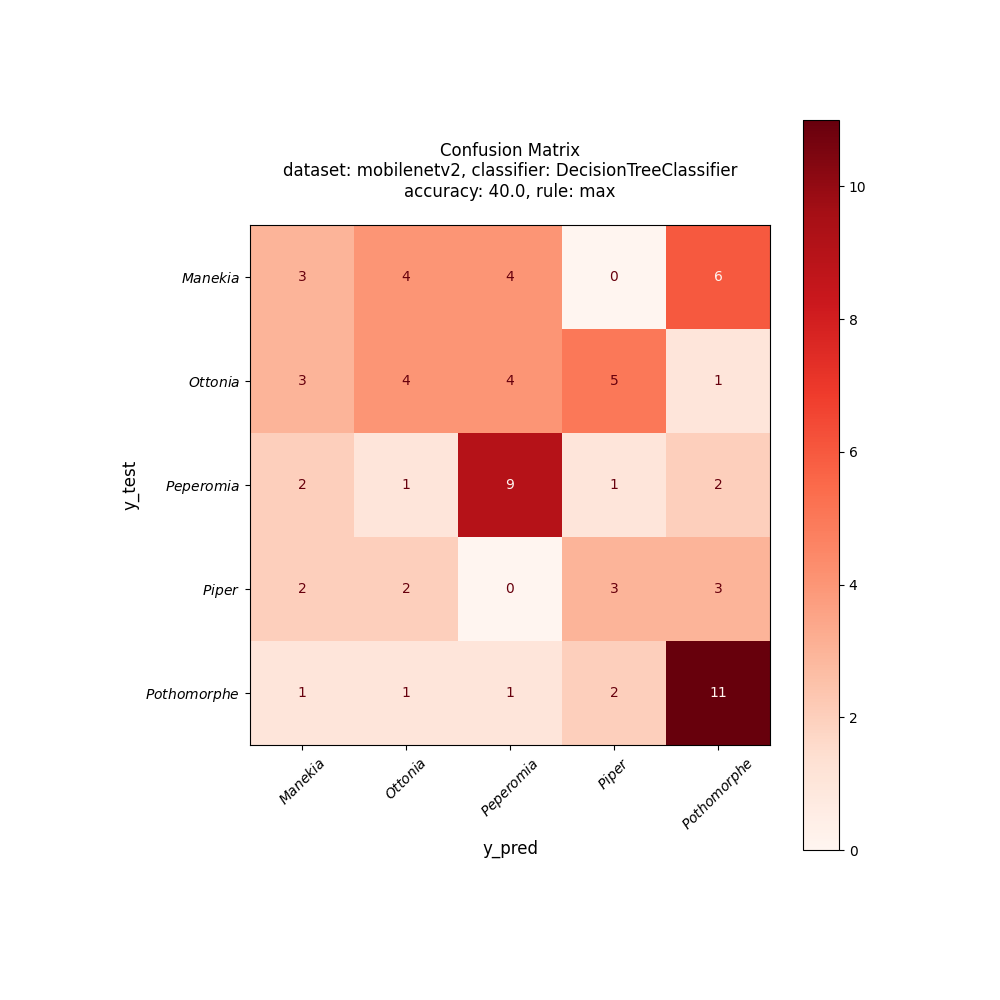 Confusion Matrix
dataset: mobilenetv2, classifier: DecisionTreeClassifier
accuracy: 40.0, rule: max
y_test
Manekia 3 4 4 0 6
Ottonia 3 4 4 5 1
Peperomia 2 1 9 1 2
Piper 2 2 0 3 3
Pothomorphe 1 1 1 2 11
Manekia Ottonia Peperomia Piper Pothomorphe
y_pred
10
8
6
4
2
0